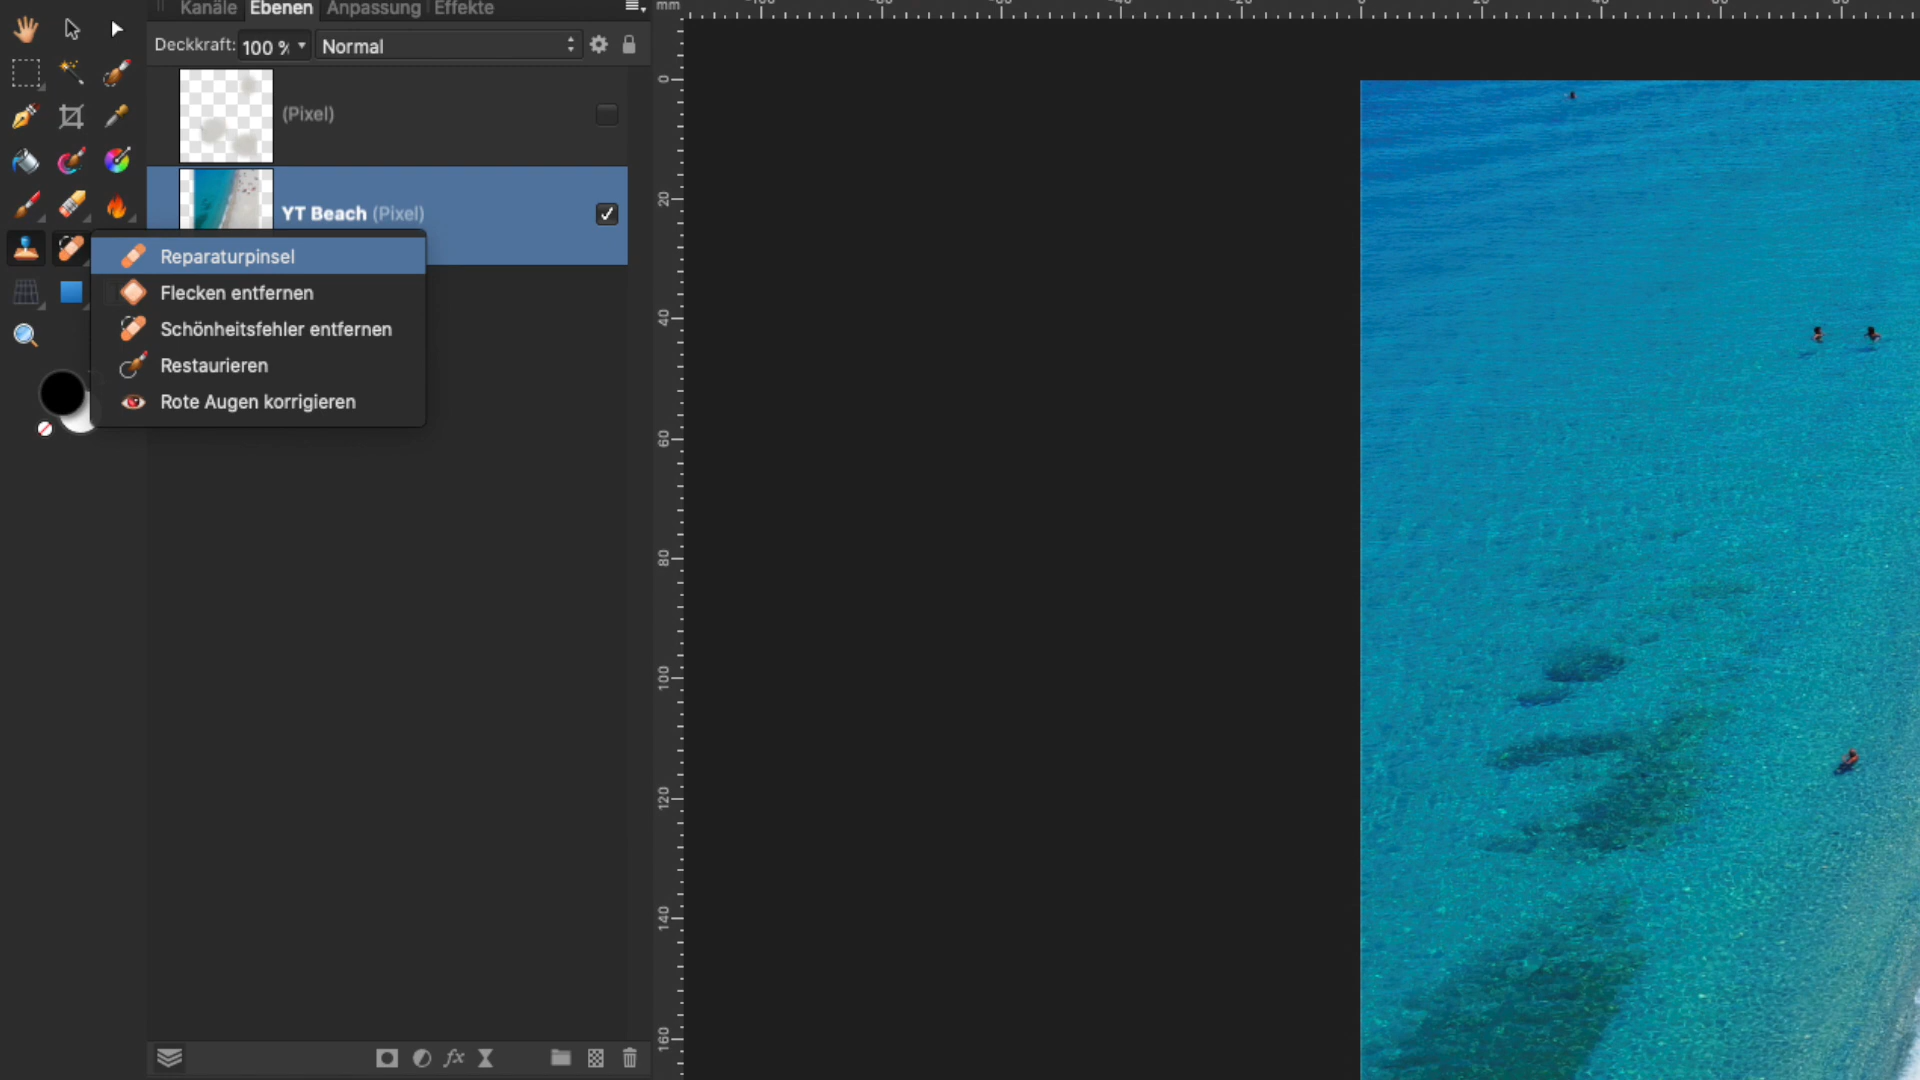 Kanäle Ebenen Anpassung Effekte
mm
Deckkraft: 100 % Normal
(Pixel)
YT Beach (Pixel)
Reparaturpinsel
Flecken entfernen
Schönheitsfehler entfernen
Restaurieren
Rote Augen korrigieren
fx
0
20
40
60
80
100
120
140
160